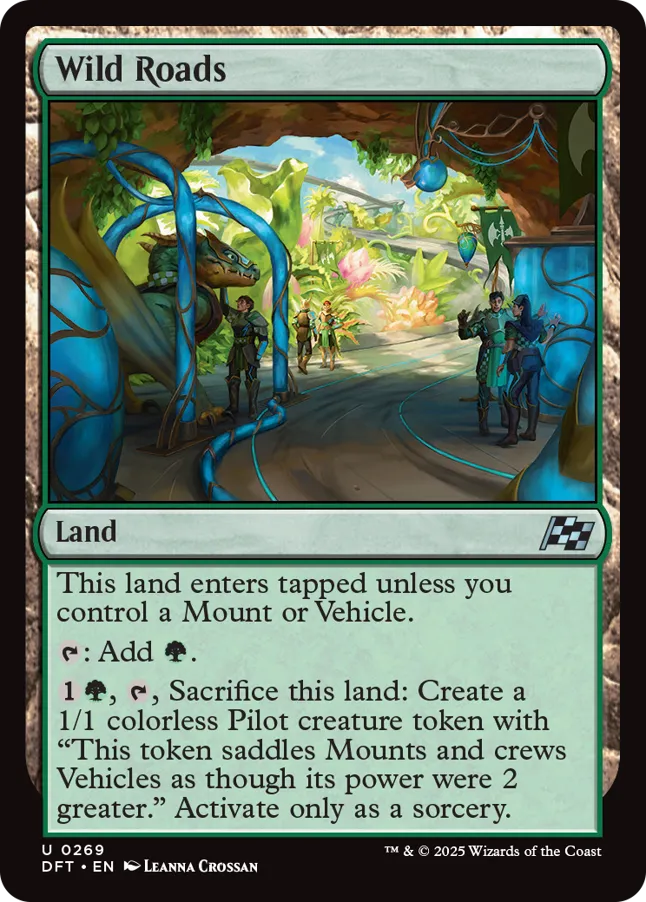 Wild Roads
Land
This land enters tapped unless you
control a Mount or Vehicle.
: Add .
1 , , Sacrifice this land: Create a
1/1 colorless Pilot creature token with
“This token saddles Mounts and crews
Vehicles as though its power were 2
greater.” Activate only as a sorcery.
U 0269
DFT • EN Leanna Crossan
™ & © 2025 Wizards of the Coast